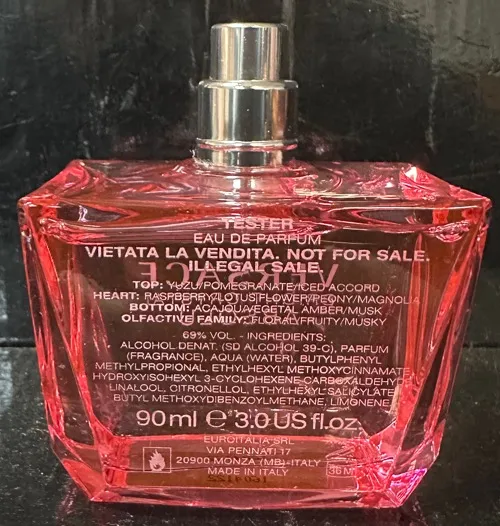 TESTER
EAU DE PARFUM
VIETATA LA VENDITA. NOT FOR SALE.
ILLEGAL SALE.
TOP: YUZU/POMEGRANATE/ICED ACCORD
HEART: RASPBERRY/LOTUS FLOWER/PEONY/MAGNOLIA
BOTTOM: ACAJOU/VEGETAL AMBER/MUSK
OLFACTIVE FAMILY: FLORAL/FRUITY/MUSKY
69% VOL. - INGREDIENTS:
ALCOHOL DENAT. (SD ALCOHOL 39-C), PARFUM
(FRAGRANCE), AQUA (WATER), BUTYLPHENYL
METHYLPROPIONAL, ETHYLHEXYL METHOXYCINNAMATE,
HYDROXYISOHEXYL 3-CYCLOHEXENE CARBOXALDEHYDE,
LINALOOL, CITRONELLOL, ETHYLHEXYL SALICYLATE,
BUTYL METHOXYDIBENZOYLMETHANE, LIMONENE.
90 ml e 3.0 US fl.oz.
EUROITALIA SRL
VIA PENNATI 17
20900 MONZA (MB)-ITALY
MADE IN ITALY
36 M
VERSACE